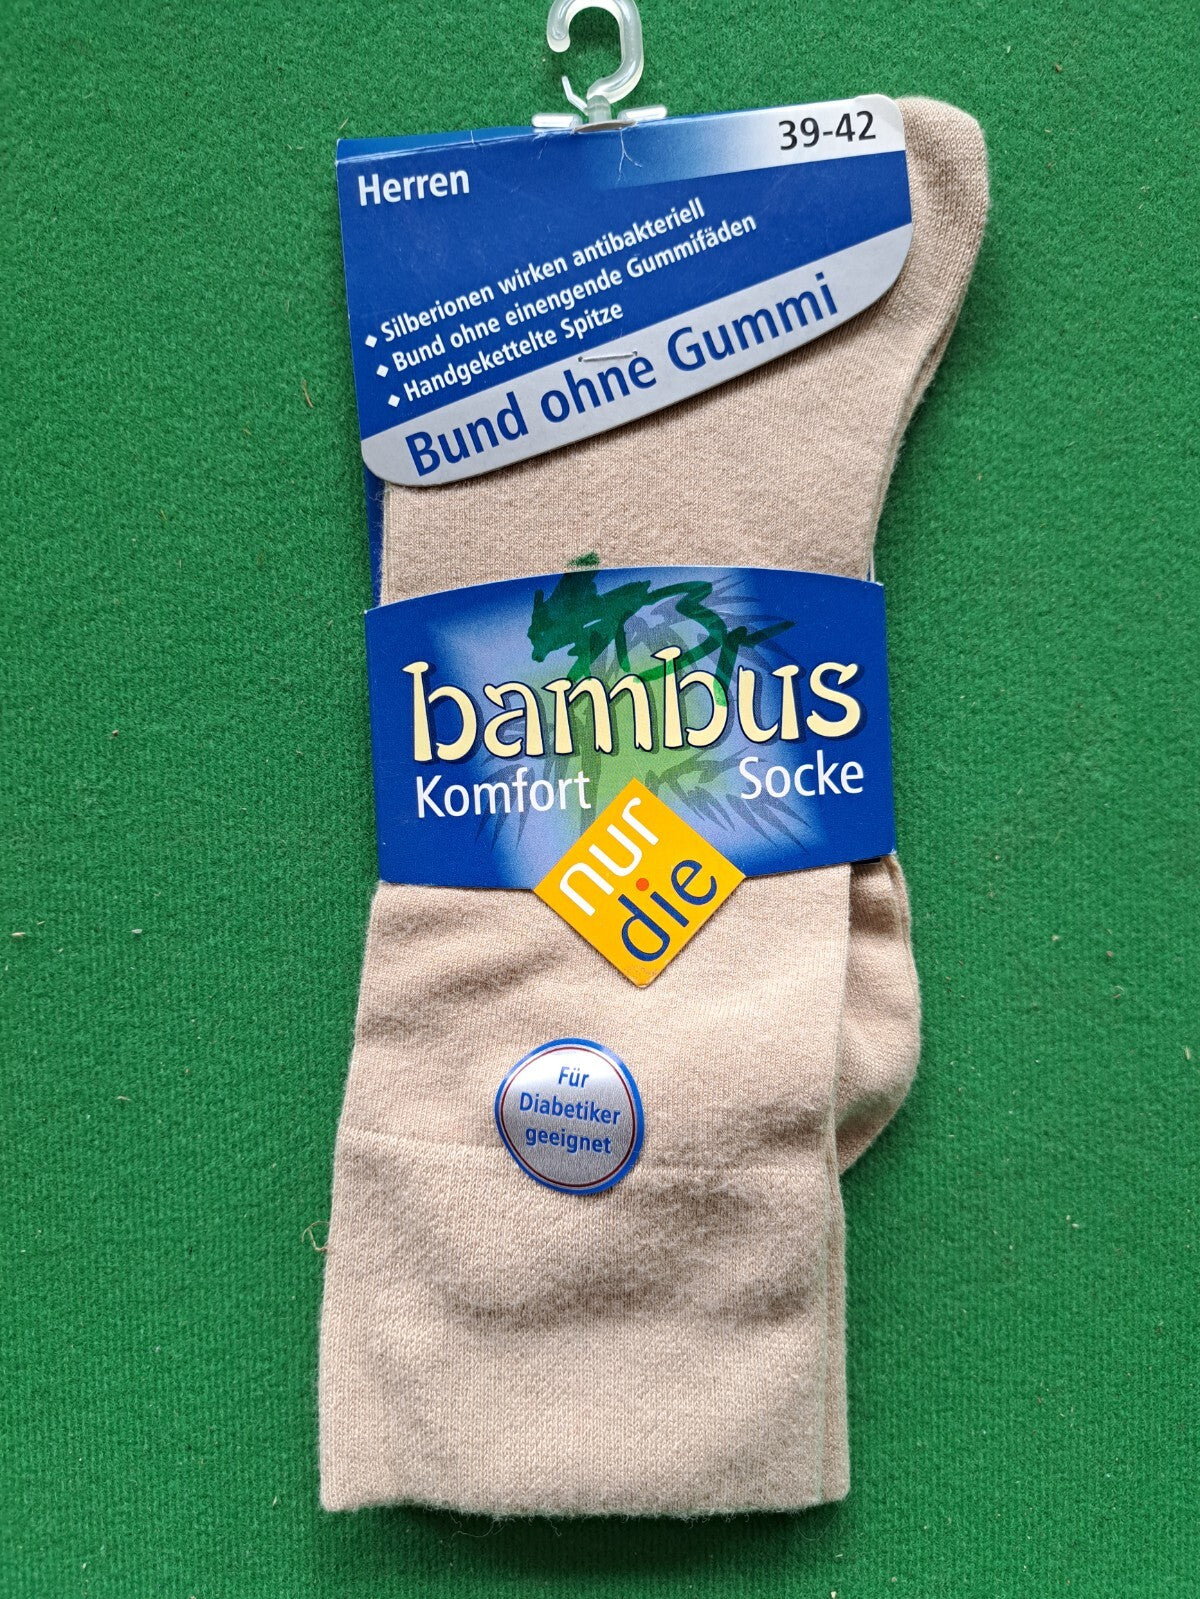 39-42
Herren
◆ Silberionen wirken antibakteriell
◆ Bund ohne einengende Gummifäden
◆ Handgekettelte Spitze
Bund ohne Gummi
bambus
Komfort Socke
nur
die
Für
Diabetiker
geeignet